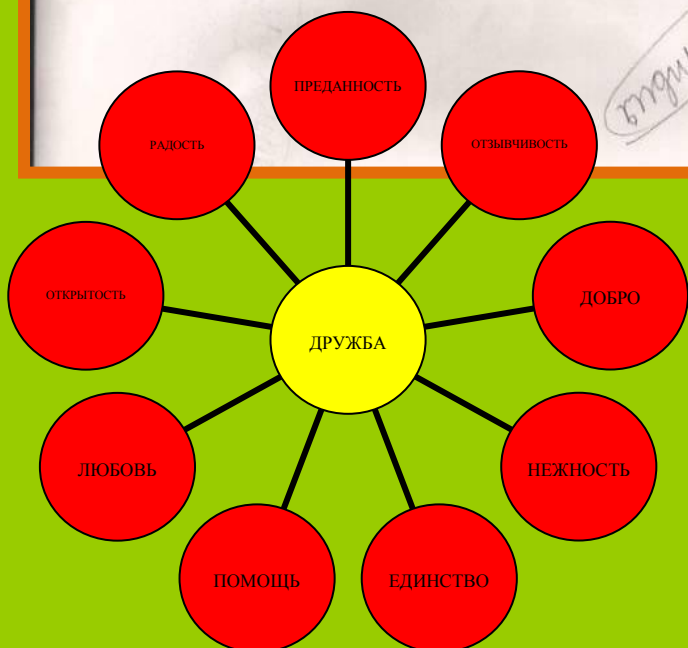 ПРЕДАННОСТЬ
РАДОСТЬ
ОТЗЫВЧИВОСТЬ
ОТКРЫТОСТЬ
ДОБРО
ДРУЖБА
ЛЮБОВЬ
НЕЖНОСТЬ
ПОМОЩЬ
ЕДИНСТВО